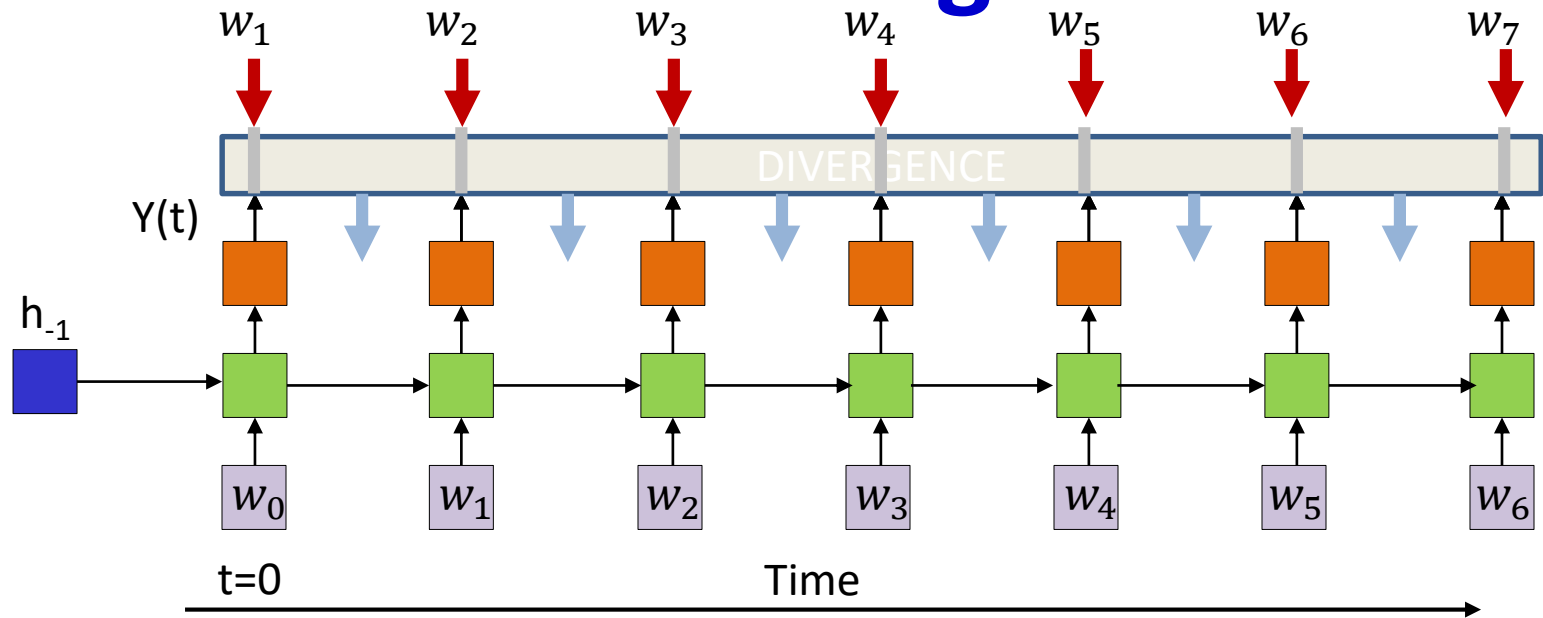 g
w₁ w₂ w₃ w₄ w₅ w₆ w₇
DIVERGENCE
Y(t)
h₋₁
w₀ w₁ w₂ w₃ w₄ w₅ w₆
t=0 Time